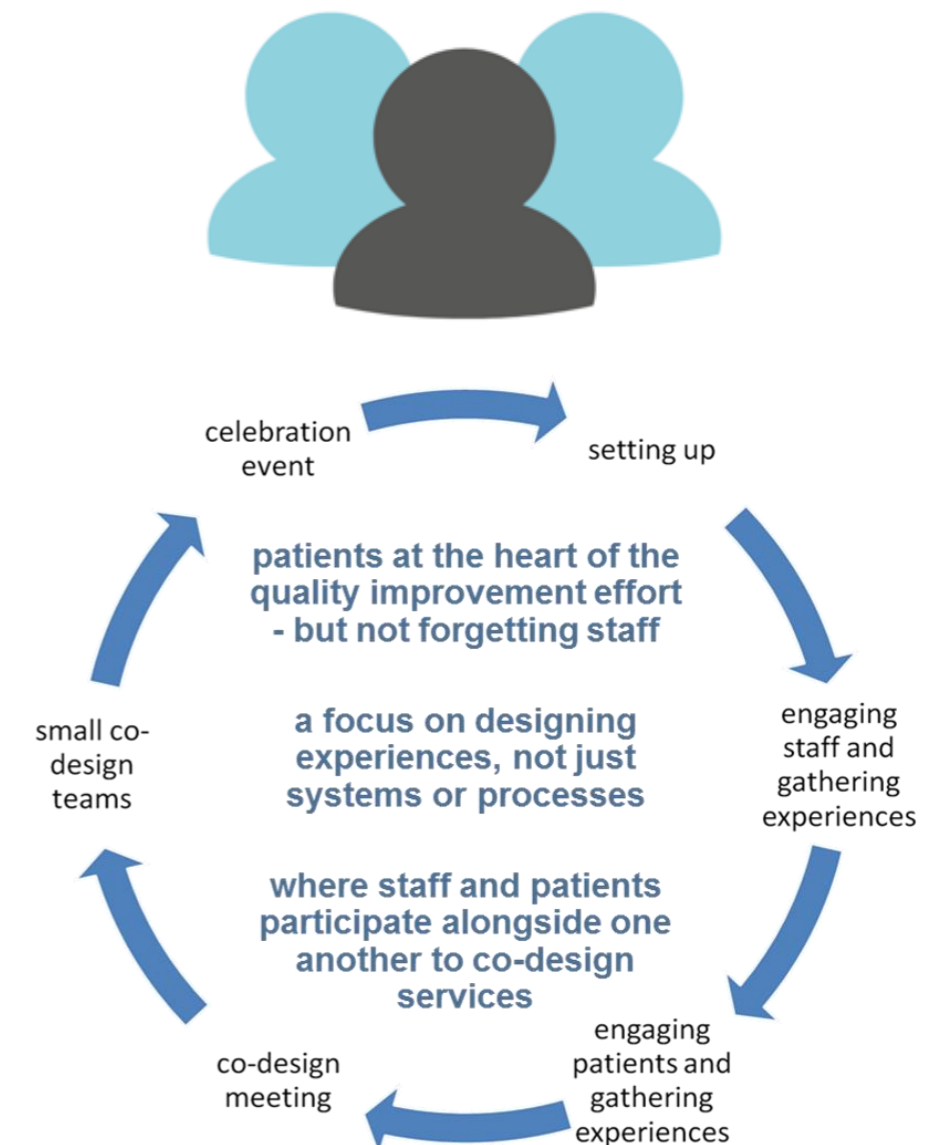 celebration
event
setting up
patients at the heart of the
quality improvement effort
- but not forgetting staff
a focus on designing
experiences, not just
systems or processes
where staff and patients
participate alongside one
another to co-design
services
engaging
staff and
gathering
experiences
engaging
patients and
gathering
experiences
co-design
meeting
small co-
design
teams